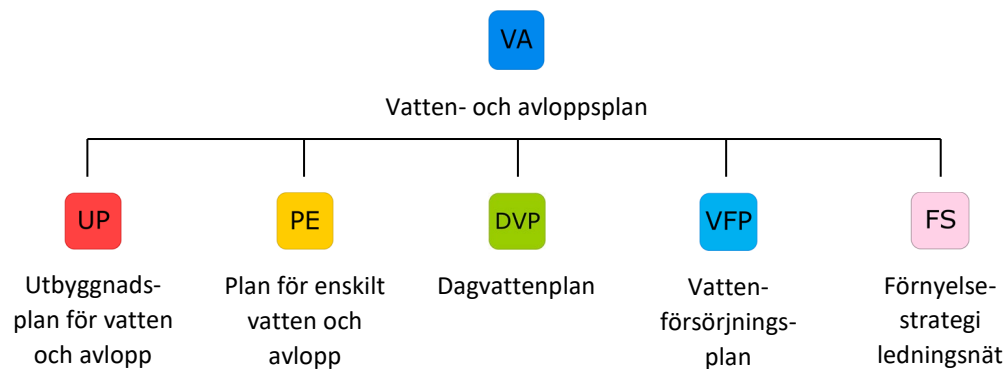 VA
Vatten- och avloppsplan
UP
Utbyggnads-
plan för vatten
och avlopp
PE
Plan för enskilt
vatten och
avlopp
DVP
Dagvattenplan
VFP
Vatten-
försörjnings-
plan
FS
Förnyelse-
strategi
ledningsnät